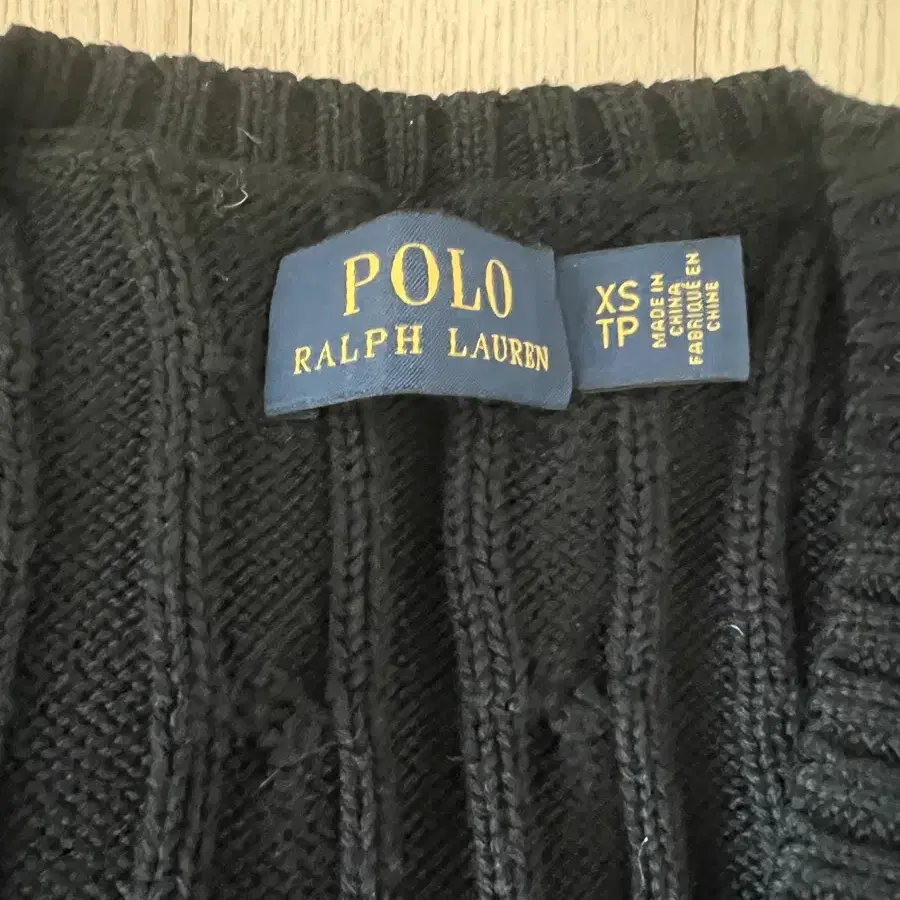 POLO
RALPH LAUREN
XS
TP
MADE IN
CHINA
FABRIQUÉ EN
CHINE